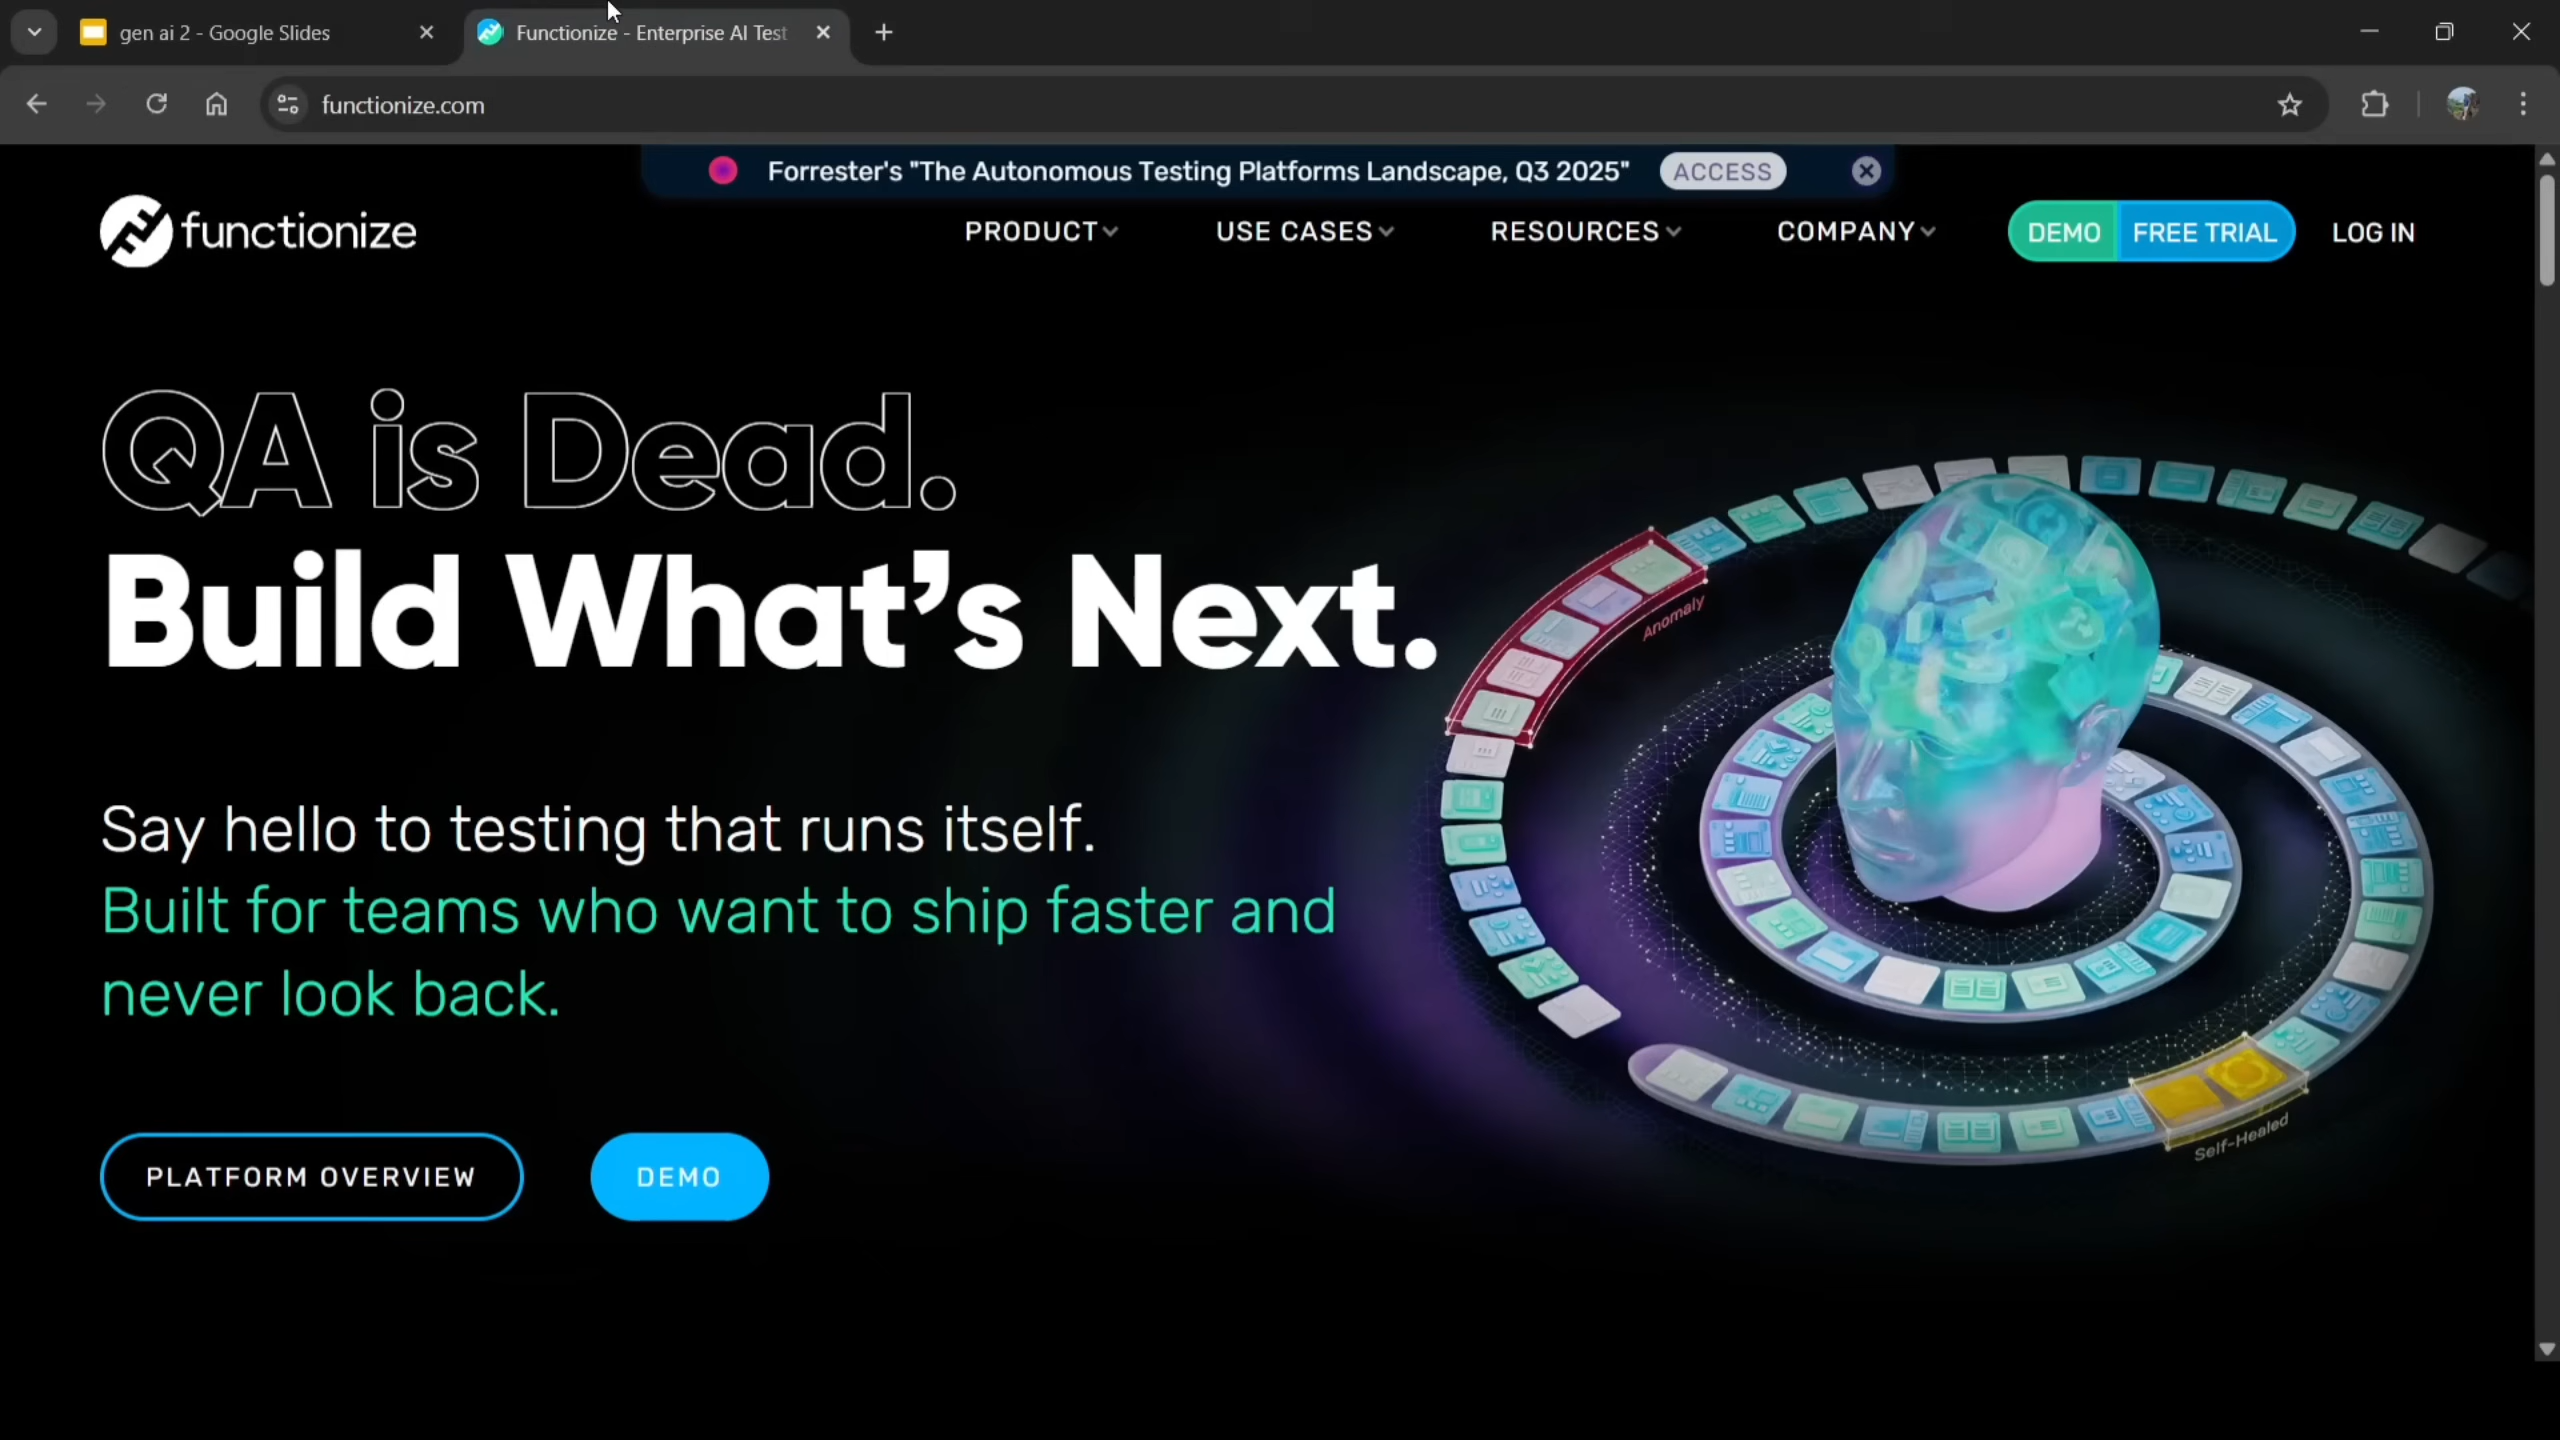 gen ai 2 - Google Slides
Functionize - Enterprise AI Test
functionize.com
Forrester's "The Autonomous Testing Platforms Landscape, Q3 2025" ACCESS
functionize
PRODUCT USE CASES RESOURCES COMPANY DEMO FREE TRIAL LOG IN
QA is Dead.
Build What’s Next.
Anomaly
Say hello to testing that runs itself.
Built for teams who want to ship faster and
never look back.
Self-Healed
PLATFORM OVERVIEW DEMO